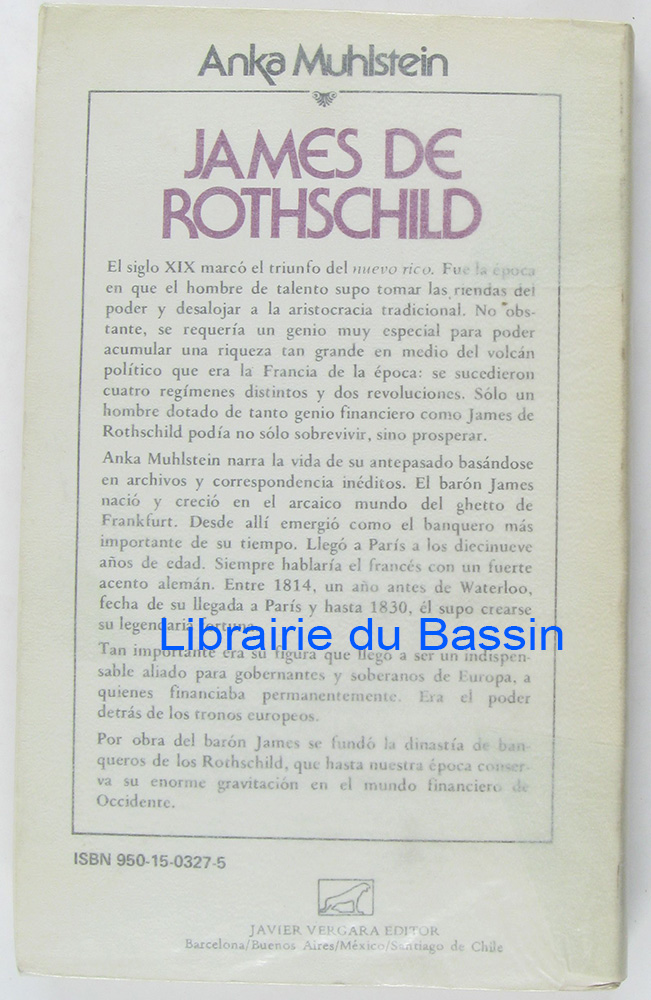 Anka Muhlstein
JAMES DE
ROTHSCHILD
El siglo XIX marcó el triunfo del nuevo rico. Fue la época
en que el hombre de talento supo tomar las riendas del
poder y desalojar a la aristocracia tradicional. No obs-
tante, se requería un genio muy especial para poder
acumular una riqueza tan grande en medio del volcán
político que era la Francia de la época: se sucedieron
cuatro regímenes distintos y dos revoluciones. Sólo un
hombre dotado de tanto genio financiero como James de
Rothschild podía no sólo sobrevivir, sino prosperar.
Anka Muhlstein narra la vida de su antepasado basándose
en archivos y correspondencia inéditos. El barón James
nació y creció en el arcaico mundo del ghetto de
Frankfurt. Desde allí emergió como el banquero más
importante de su tiempo. Llegó a París a los diecinueve
años de edad. Siempre hablaría el francés con un fuerte
acento alemán. Entre 1814, un año antes de Waterloo,
fecha de su llegada a París y hasta 1830, él supo crearse
su legendaria fortuna.
Librairie du Bassin
Tan importante era su figura que llegó a ser un indispen-
sable aliado para gobernantes y soberanos de Europa, a
quienes financiaba permanentemente. Era el poder
detrás de los tronos europeos.
Por obra del barón James se fundó la dinastía de ban-
queros de los Rothschild, que hasta nuestra época conser-
va su enorme gravitación en el mundo financiero de
Occidente.
ISBN 950-15-0327-5
JAVIER VERGARA EDITOR
Barcelona/Buenos Aires/México/Santiago de Chile